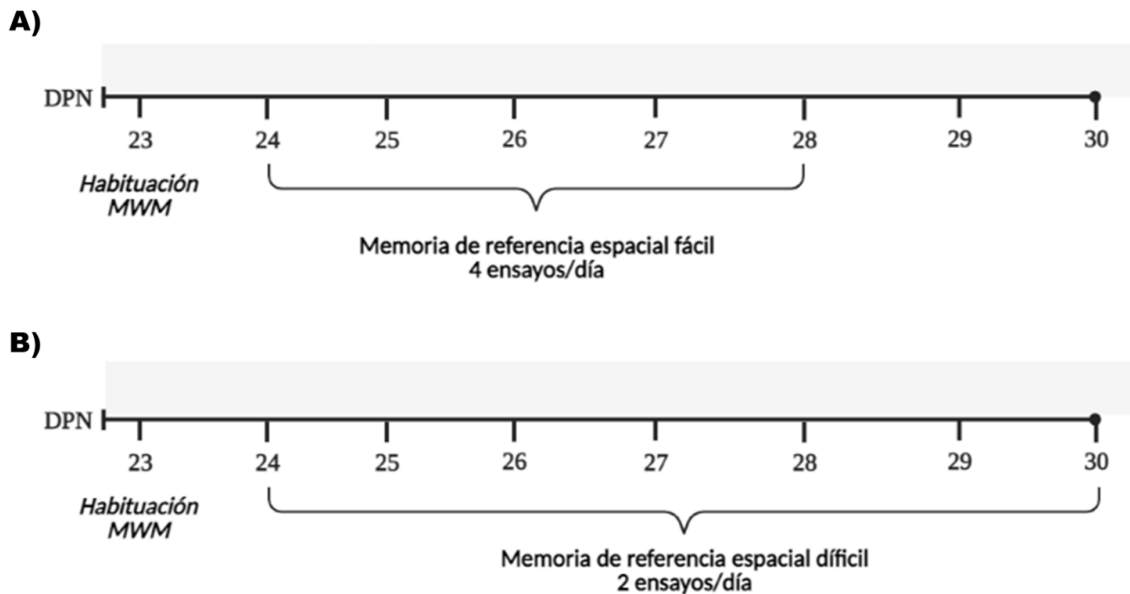 A)
DPN
23 24 25 26 27 28 29 30
Habituación
MWM
Memoria de referencia espacial fácil
4 ensayos/día
B)
DPN
23 24 25 26 27 28 29 30
Habituación
MWM
Memoria de referencia espacial díficil
2 ensayos/día